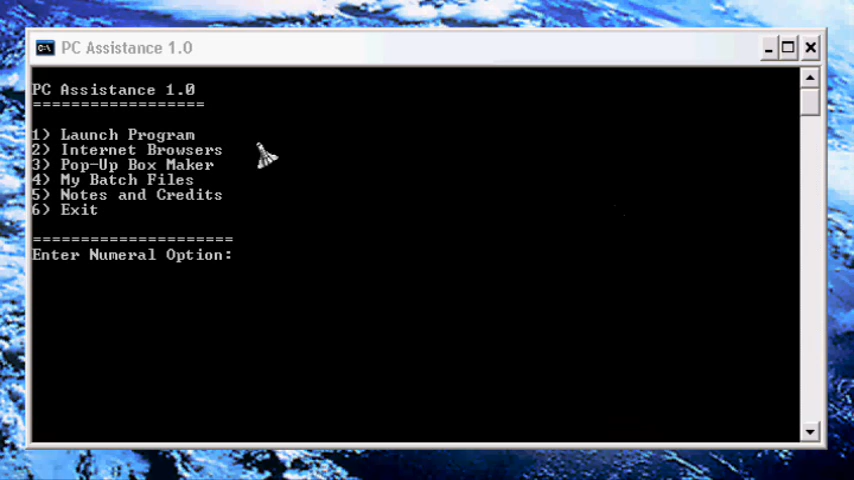 PC Assistance 1.0
PC Assistance 1.0
==================
1) Launch Program
2) Internet Browsers
3) Pop-Up Box Maker
4) My Batch Files
5) Notes and Credits
6) Exit
=====================
Enter Numeral Option: